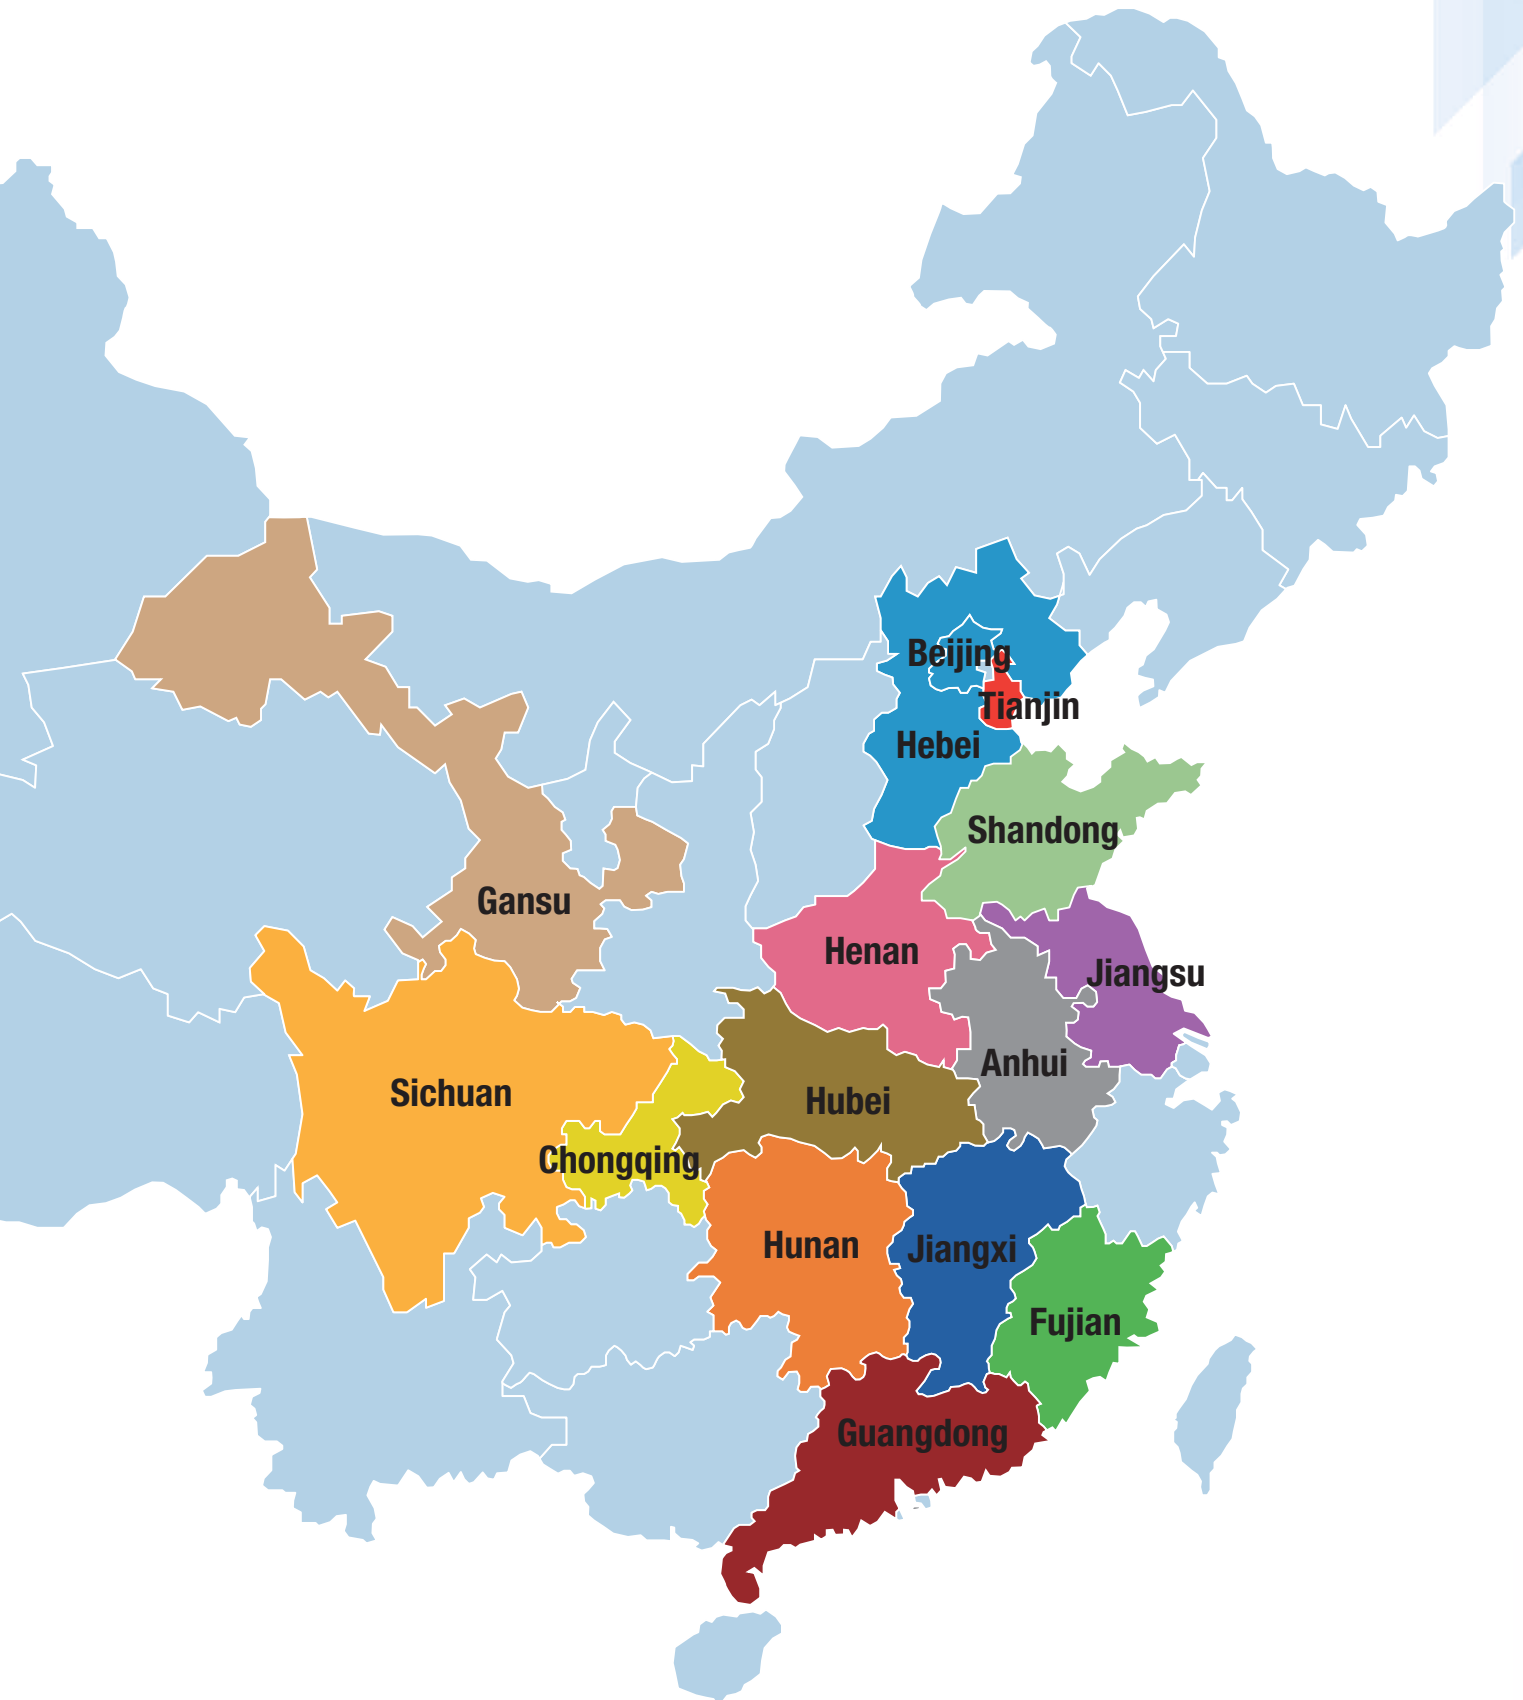 Beijing
Tianjin
Hebei
Shandong
Gansu
Henan
Jiangsu
Anhui
Sichuan
Hubei
Chongqing
Hunan
Jiangxi
Fujian
Guangdong